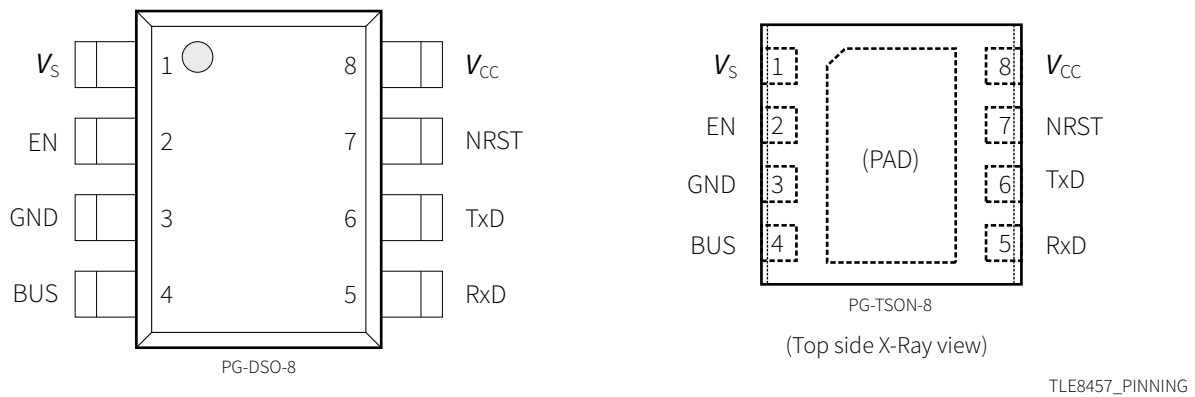 VS 1 8 VCC
EN 2 7 NRST
GND 3 6 TxD
BUS 4 5 RxD
PG-DSO-8
VS 1 8 VCC
EN 2 7 NRST
(PAD)
GND 3 6 TxD
BUS 4 5 RxD
PG-TSON-8
(Top side X-Ray view)
TLE8457_PINNING